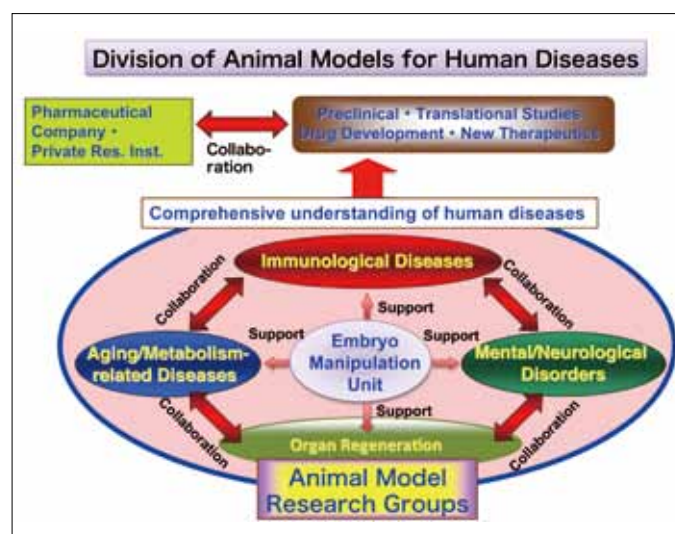 Division of Animal Models for Human Diseases
Pharmaceutical
Company・
Private Res. Inst.
Collabo-
ration
Preclinical・Translational Studies
Drug Development・New Therapeutics
Comprehensive understanding of human diseases
Immunological Diseases
Collaboration
Collaboration
Support
Support
Support
Aging/Metabolism-
related Diseases
Embryo
Manipulation
Unit
Mental/Neurological
Disorders
Support
Collaboration
Collaboration
Organ Regeneration
Animal Model
Research Groups